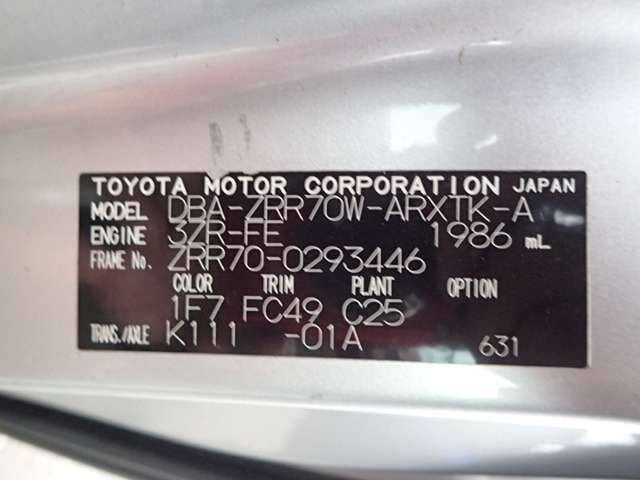 TOYOTA MOTOR CORPORATION JAPAN
MODEL DBA-ZRR70W-ARXTK-A
ENGINE 3ZR-FE 1986 mL
FRAME No. ZRR70-0293446
COLOR TRIM PLANT OPTION
1F7 FC49 C25
TRANS./AXLE K111 -01A 631